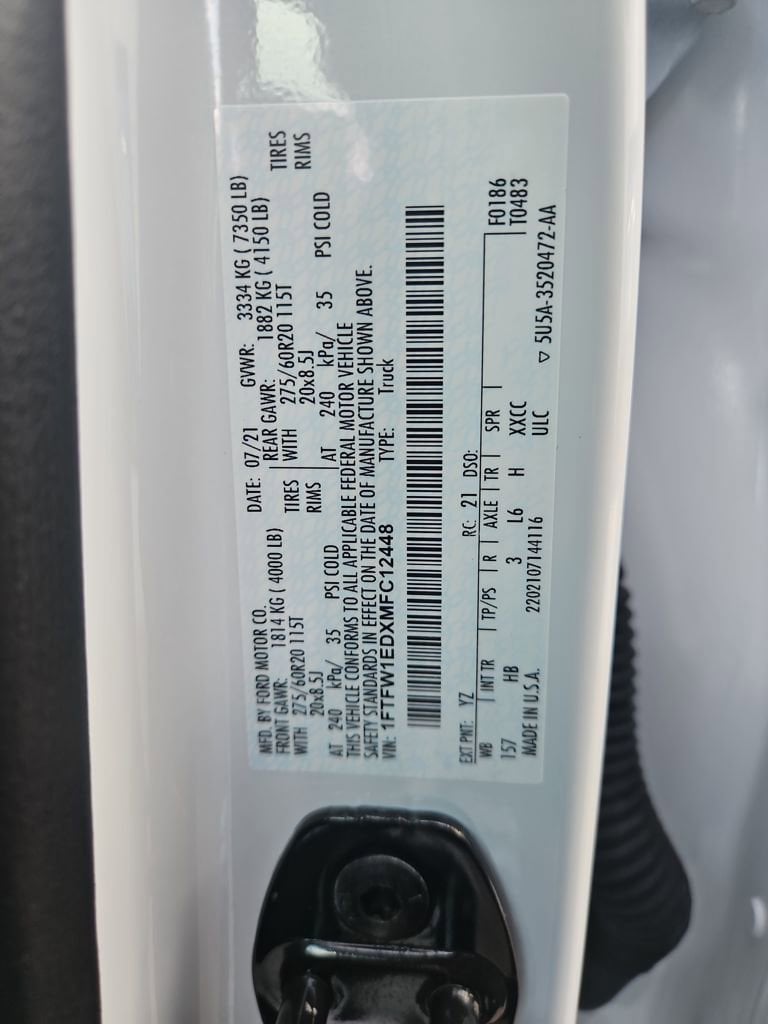 MFD. BY FORD MOTOR CO.
DATE: 07/21 GVWR: 3334 KG ( 7350 LB)
FRONT GAWR: 1814 KG ( 4000 LB)
REAR GAWR: 1882 KG ( 4150 LB)
WITH 275/60R20 115T TIRES
WITH 275/60R20 115T TIRES
20x8.5J RIMS
20x8.5J RIMS
AT 240 kPa/ 35 PSI COLD
AT 240 kPa/ 35 PSI COLD
THIS VEHICLE CONFORMS TO ALL APPLICABLE FEDERAL MOTOR VEHICLE
SAFETY STANDARDS IN EFFECT ON THE DATE OF MANUFACTURE SHOWN ABOVE.
VIN: 1FTFW1EDXMFC12448 TYPE: Truck
EXT PNT: YZ RC: 21 DSO: F0186
WB INT TR TP/PS R AXLE TR SPR T0483
157 HB 3 L6 H XXCC
MADE IN U.S.A. 2202107144116 ULC
▽ 5U5A-3520472-AA